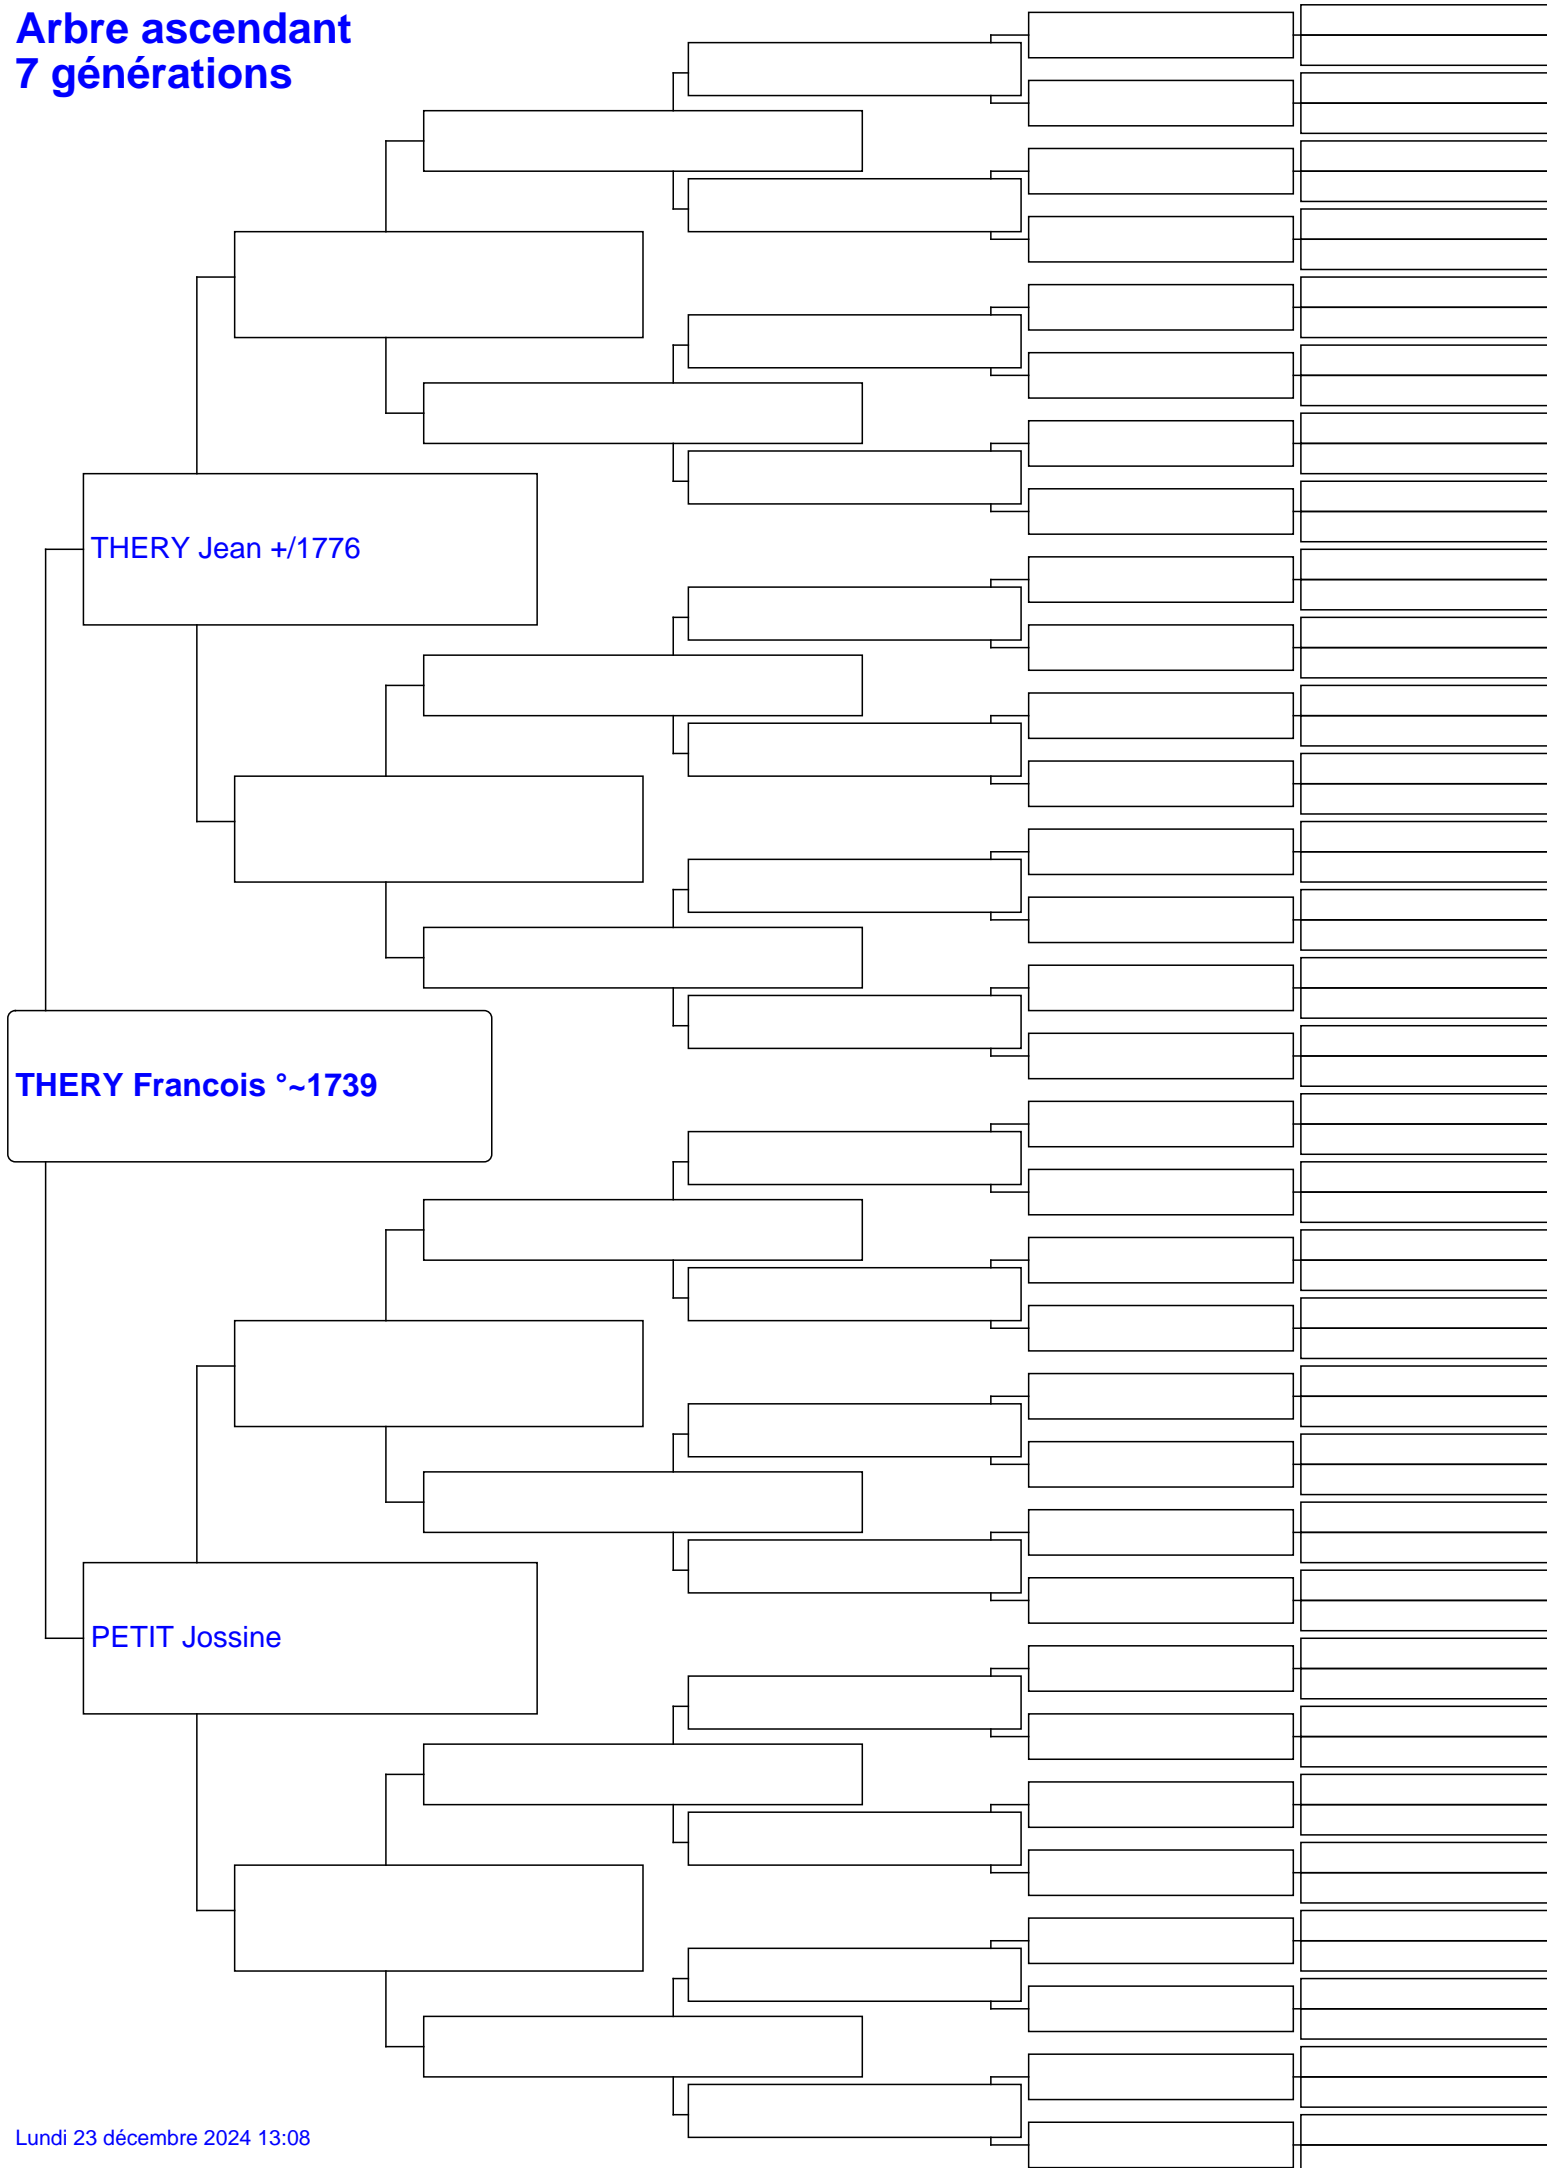 Arbre ascendant
7 générations
THERY Jean +/1776
THERY Francois °~1739
PETIT Jossine
Lundi 23 décembre 2024 13:08